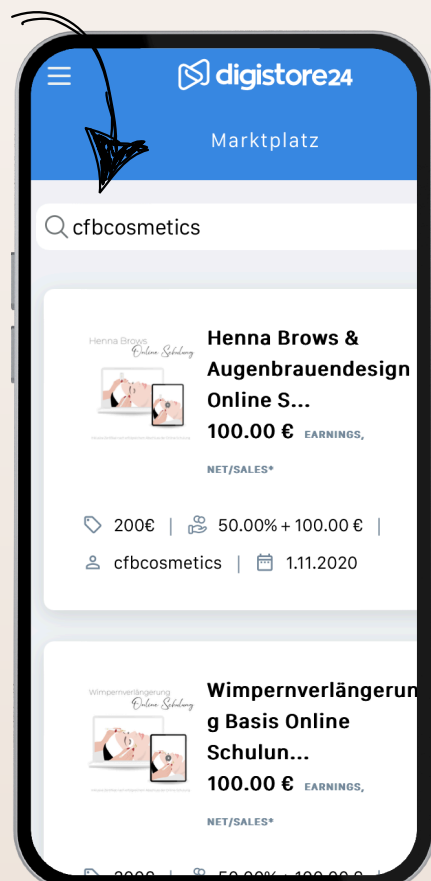 digistore24
Marktplatz
cfbcosmetics
Henna Brows
Online Schulung
Henna Brows &
Augenbrauendesign
Online S...
100.00 € EARNINGS,
NET/SALES*
200€ | 50.00% + 100.00 € |
cfbcosmetics | 1.11.2020
Wimpernverlängerung
Online Schulung
Wimpernverlängerun
g Basis Online
Schulun...
100.00 € EARNINGS,
NET/SALES*